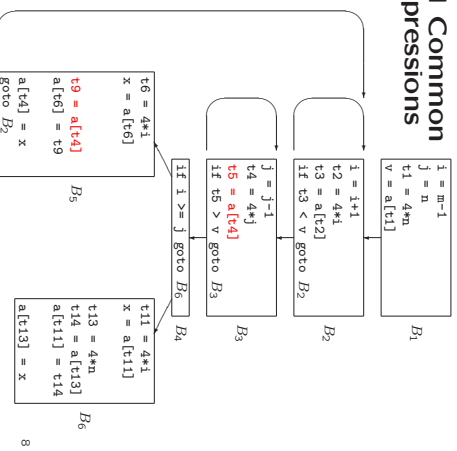 l Common
pressions
i = m-1
j = n
t1 = 4*n
v = a[t1]
B1
i = i+1
t2 = 4*i
t3 = a[t2]
if t3 < v goto B2
B2
j = j-1
t4 = 4*j
t5 = a[t4]
if t5 > v goto B3
B3
if i >= j goto B6
B4
t6 = 4*i
x = a[t6]
t9 = a[t4]
a[t6] = t9
a[t4] = x
goto B2
B5
t11 = 4*i
x = a[t11]
t13 = 4*n
t14 = a[t13]
a[t11] = t14
a[t13] = x
B6
8